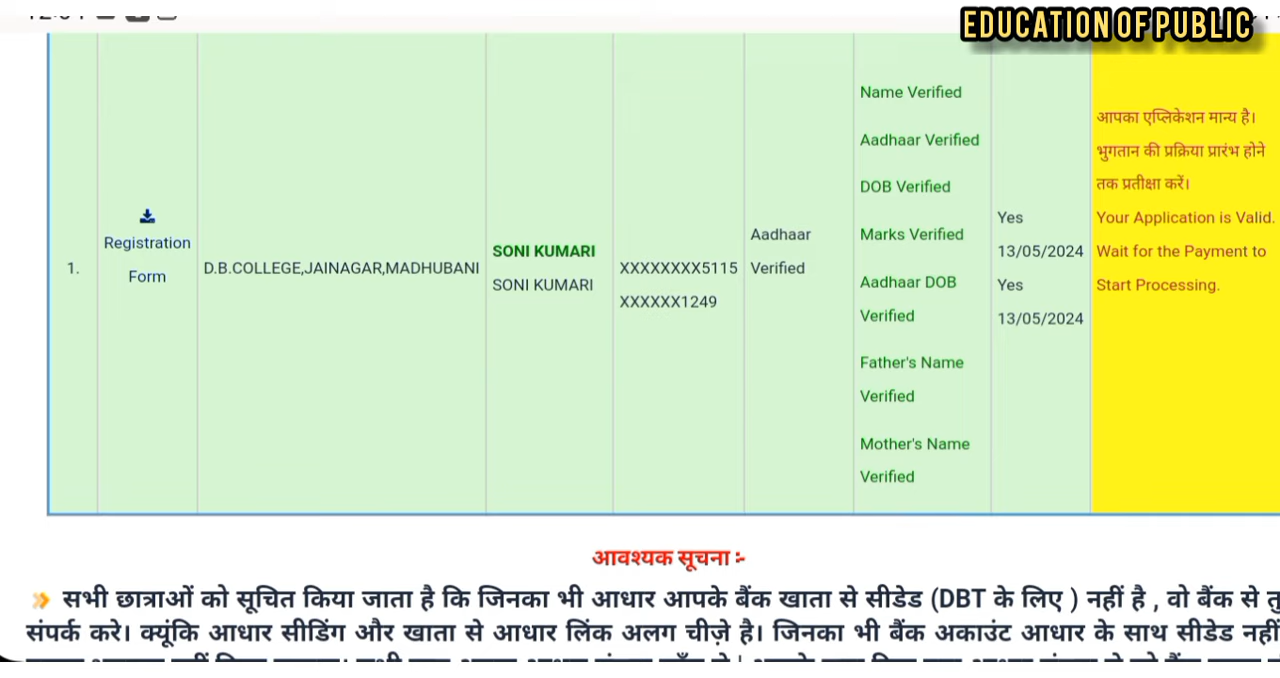 EDUCATION OF PUBLIC
1.
Registration
Form
D.B.COLLEGE,JAINAGAR,MADHUBANI
SONI KUMARI
SONI KUMARI
XXXXXXXX5115
XXXXXX1249
Aadhaar
Verified
Name Verified
Aadhaar Verified
DOB Verified
Marks Verified
Aadhaar DOB
Verified
Father's Name
Verified
Mother's Name
Verified
Yes
13/05/2024
Yes
13/05/2024
आपका एप्लिकेशन मान्य है।
भुगतान की प्रक्रिया प्रारंभ होने
तक प्रतीक्षा करें।
Your Application is Valid.
Wait for the Payment to
Start Processing.
आवश्यक सूचना :-
सभी छात्राओं को सूचित किया जाता है कि जिनका भी आधार आपके बैंक खाता से सीडेड (DBT के लिए ) नहीं है , वो बैंक से
संपर्क करे। क्यूंकि आधार सीडिंग और खाता से आधार लिंक अलग चीज़े है। जिनका भी बैंक अकाउंट आधार के साथ सीडेड नहीं